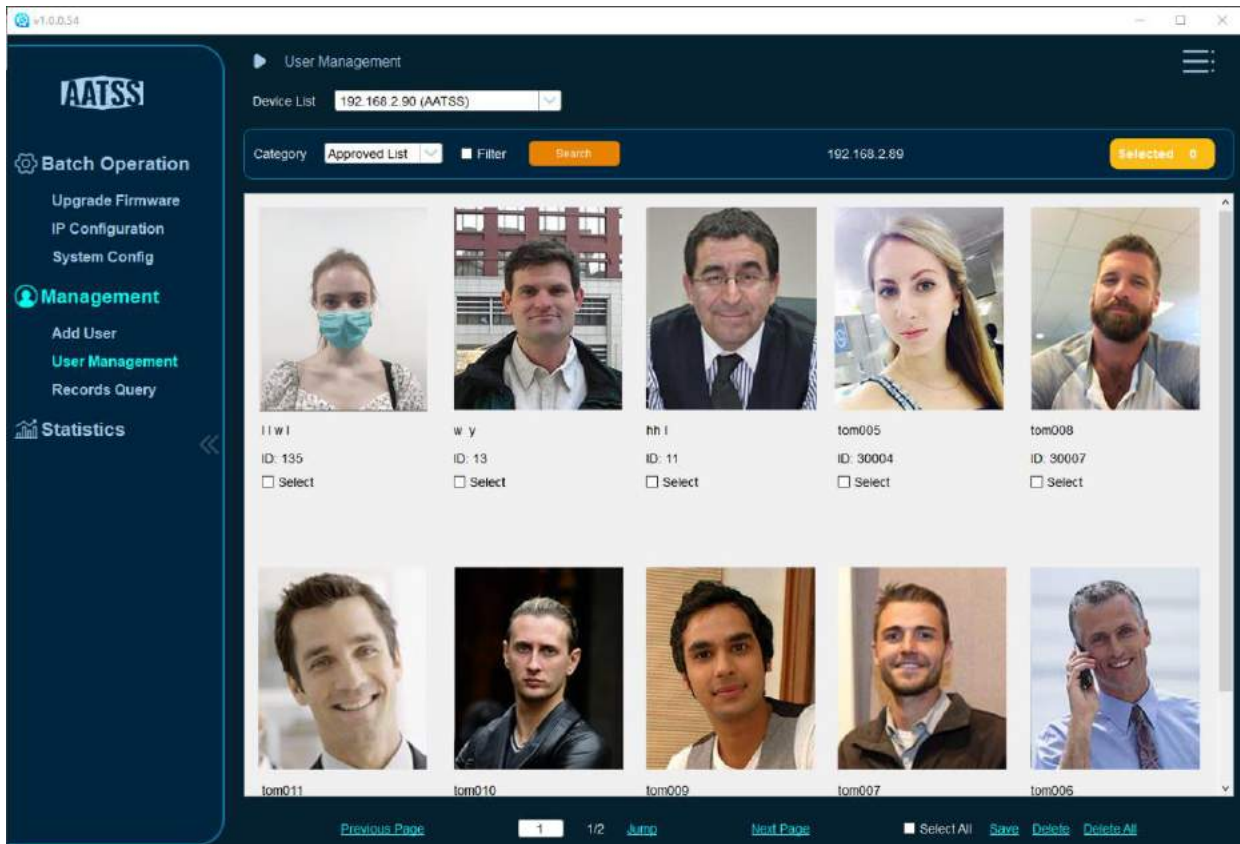 v1.0.0.54
AATSS
Batch Operation
Upgrade Firmware
IP Configuration
System Config
Management
Add User
User Management
Records Query
Statistics
User Management
Device List 192.168.2.90 (AATSS)
Category Approved List Filter Search 192.168.2.89 Selected 0
l l w l w y hh l tom005 tom008
ID: 135 ID: 13 ID: 11 ID: 30004 ID: 30007
Select Select Select Select Select
tom011 tom010 tom009 tom007 tom006
Previous Page 1 1/2 Jump Next Page Select All Save Delete Delete All